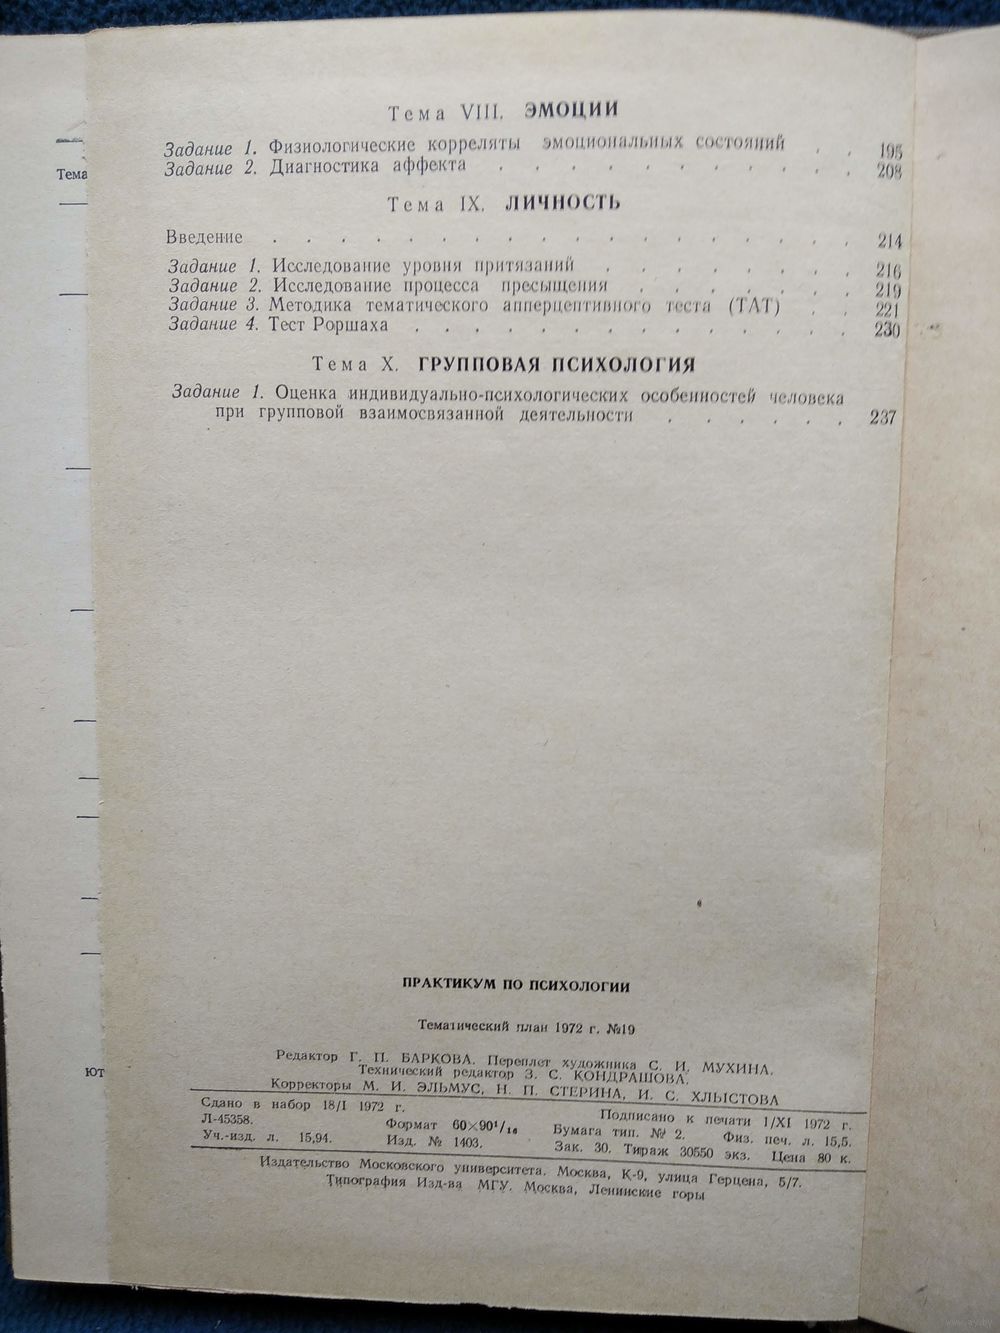 Тема
ют
Тема VIII. ЭМОЦИИ
Задание 1. Физиологические корреляты эмоциональных состояний . . 195
Задание 2. Диагностика аффекта . . . . . . . . . . . 208
Тема IX. ЛИЧНОСТЬ
Введение . . . . . . . . . . . . . . . . . . 214
Задание 1. Исследование уровня притязаний . . . . . . . . 216
Задание 2. Исследование процесса пресыщения . . . . . . . 219
Задание 3. Методика тематического апперцептивного теста (ТАТ) . . 221
Задание 4. Тест Роршаха . . . . . . . . . . . . . . 230
Тема X. ГРУППОВАЯ ПСИХОЛОГИЯ
Задание 1. Оценка индивидуально-психологических особенностей человека
при групповой взаимосвязанной деятельности . . . . . . 237
ПРАКТИКУМ ПО ПСИХОЛОГИИ
Тематический план 1972 г. №19
Редактор Г. П. БАРКОВА. Переплет художника С. И. МУХИНА.
Технический редактор З. С. КОНДРАШОВА.
Корректоры М. И. ЭЛЬМУС, Н. П. СТЕРИНА, И. С. ХЛЫСТОВА
Сдано в набор 18/I 1972 г. Подписано к печати 1/XI 1972 г.
Л-45358. Формат 60×90¹/₁₆ Бумага тип. № 2. Физ. печ. л. 15,5.
Уч.-изд. л. 15,94. Изд. № 1403. Зак. 30. Тираж 30550 экз. Цена 80 к.
Издательство Московского университета. Москва, К-9, улица Герцена, 5/7.
Типография Изд-ва МГУ. Москва, Ленинские горы
www.ay.by